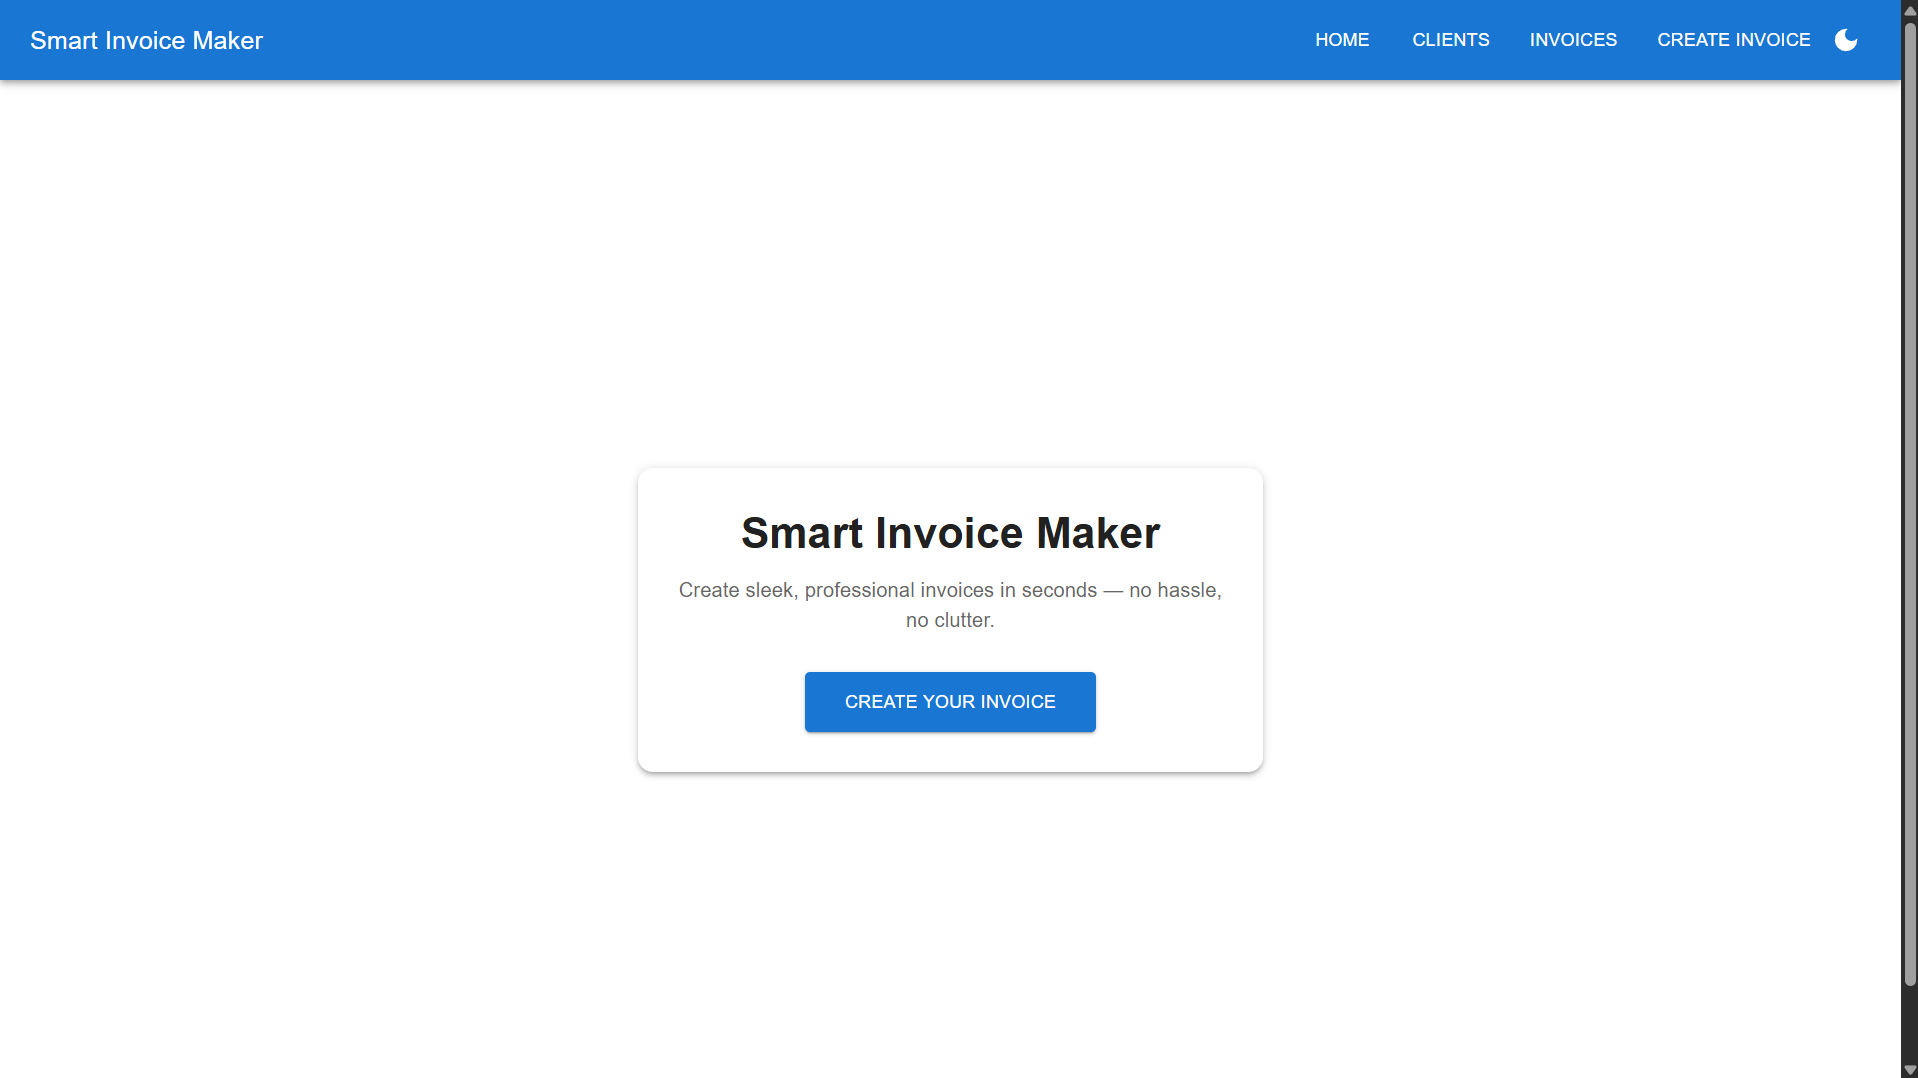 Smart Invoice Maker
HOME
CLIENTS
INVOICES
CREATE INVOICE
Smart Invoice Maker
Create sleek, professional invoices in seconds — no hassle,
no clutter.
CREATE YOUR INVOICE